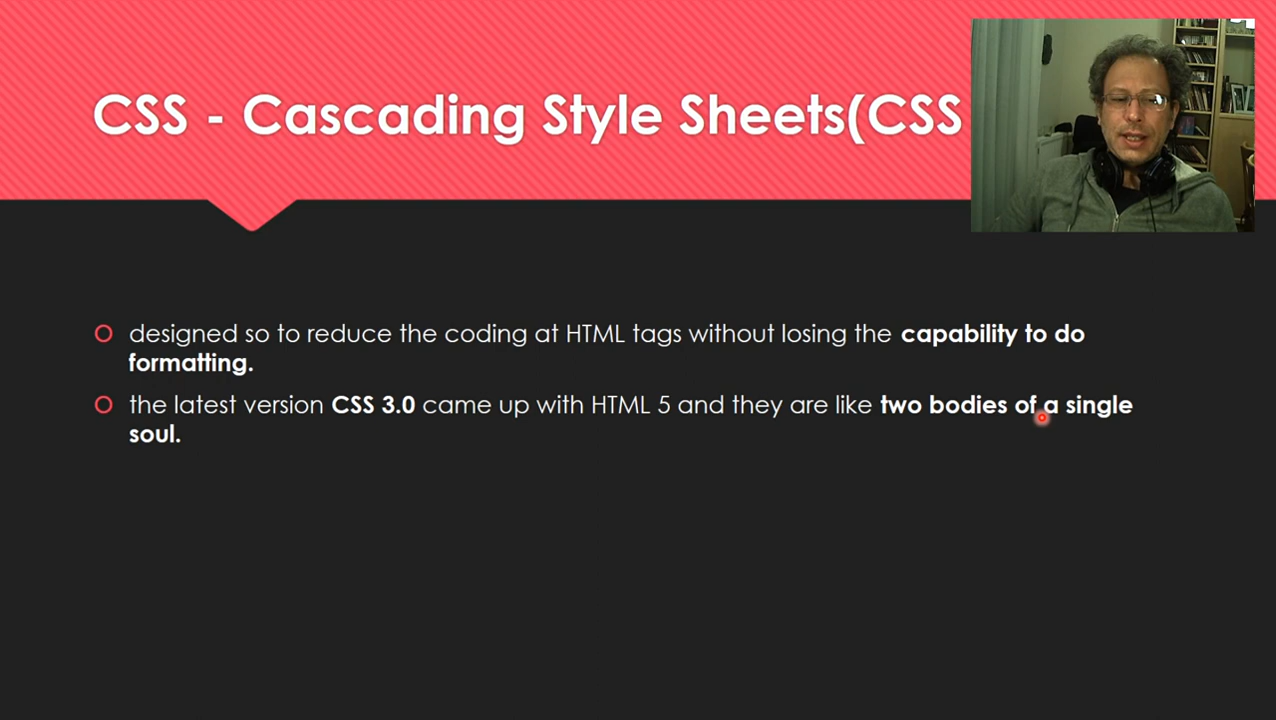 CSS - Cascading Style Sheets(CSS
designed so to reduce the coding at HTML tags without losing the capability to do
formatting.
the latest version CSS 3.0 came up with HTML 5 and they are like two bodies of a single
soul.